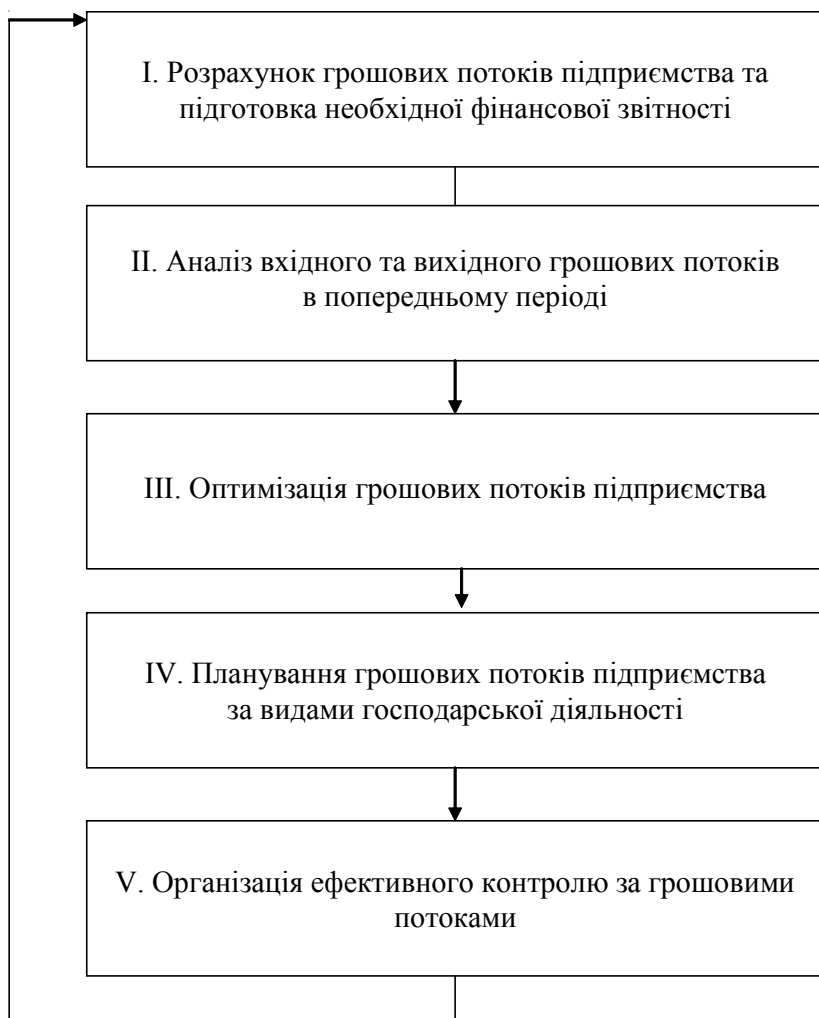 I. Розрахунок грошових потоків підприємства та
підготовка необхідної фінансової звітності
II. Аналіз вхідного та вихідного грошових потоків
в попередньому періоді
III. Оптимізація грошових потоків підприємства
IV. Планування грошових потоків підприємства
за видами господарської діяльності
V. Організація ефективного контролю за грошовими
потоками